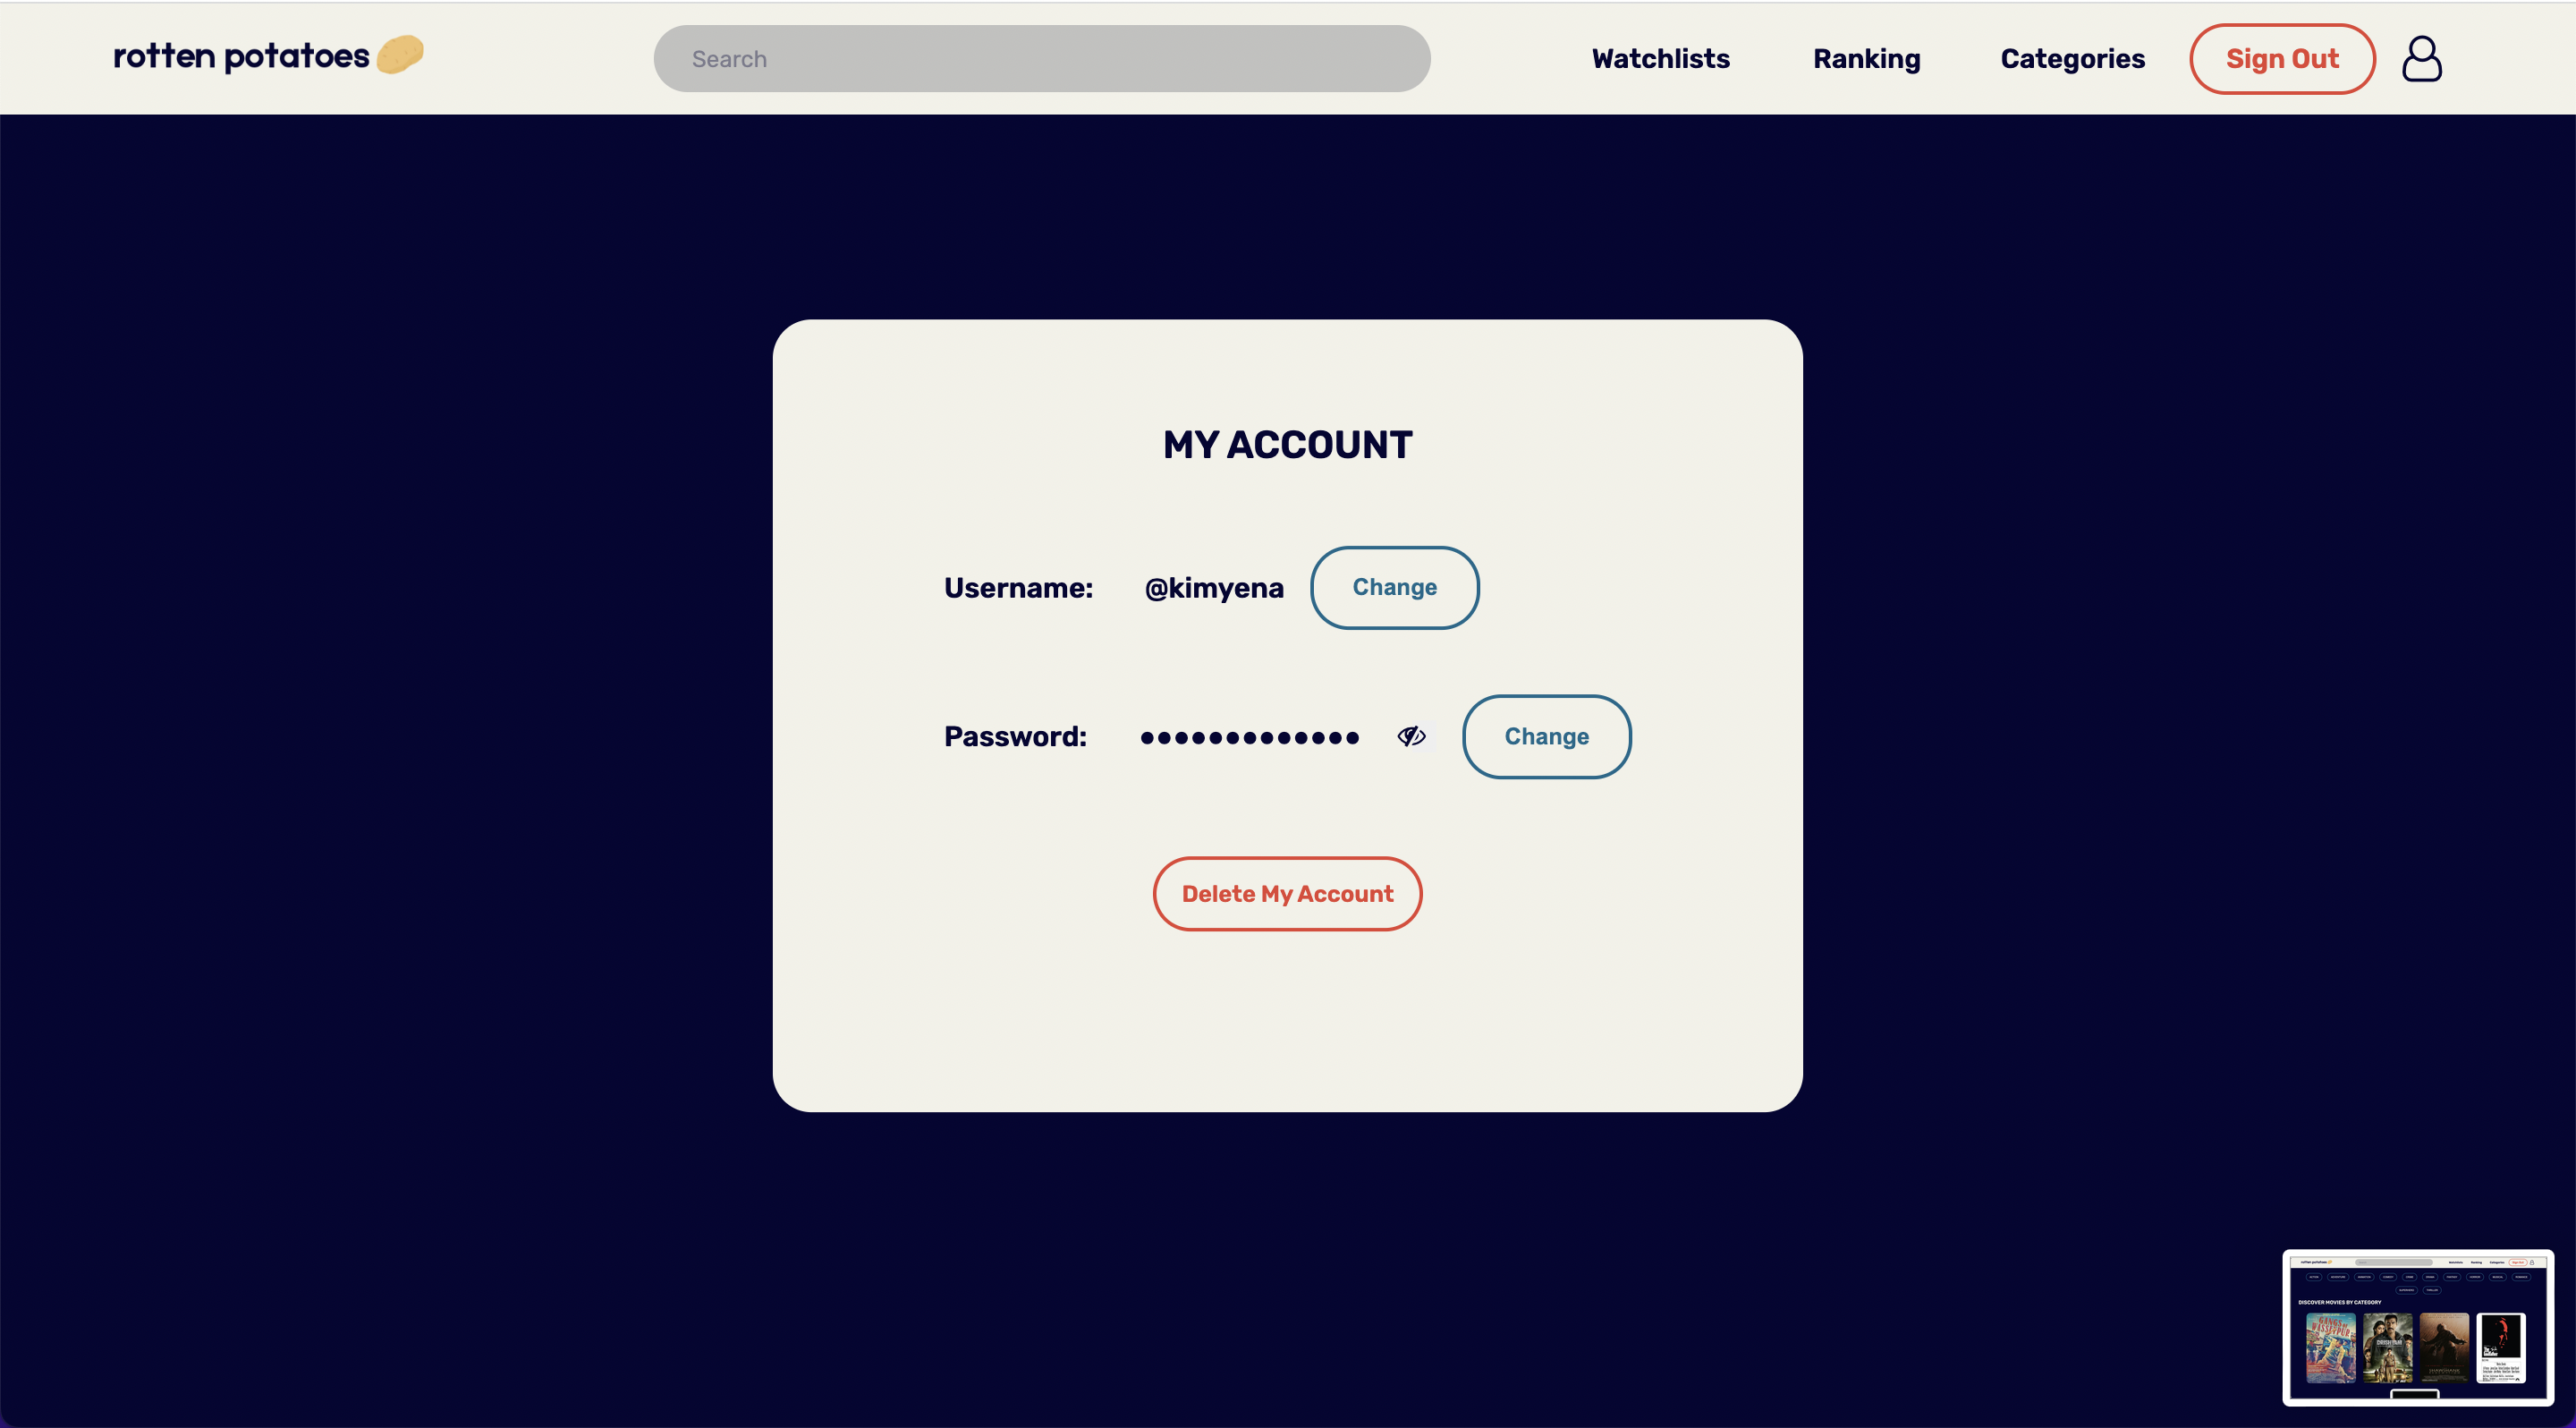 rotten potatoes
Search
Watchlists
Ranking
Categories
Sign Out
MY ACCOUNT
Username:
@kimyena
Change
Password:
Change
Delete My Account
DISCOVER MOVIES BY CATEGORY